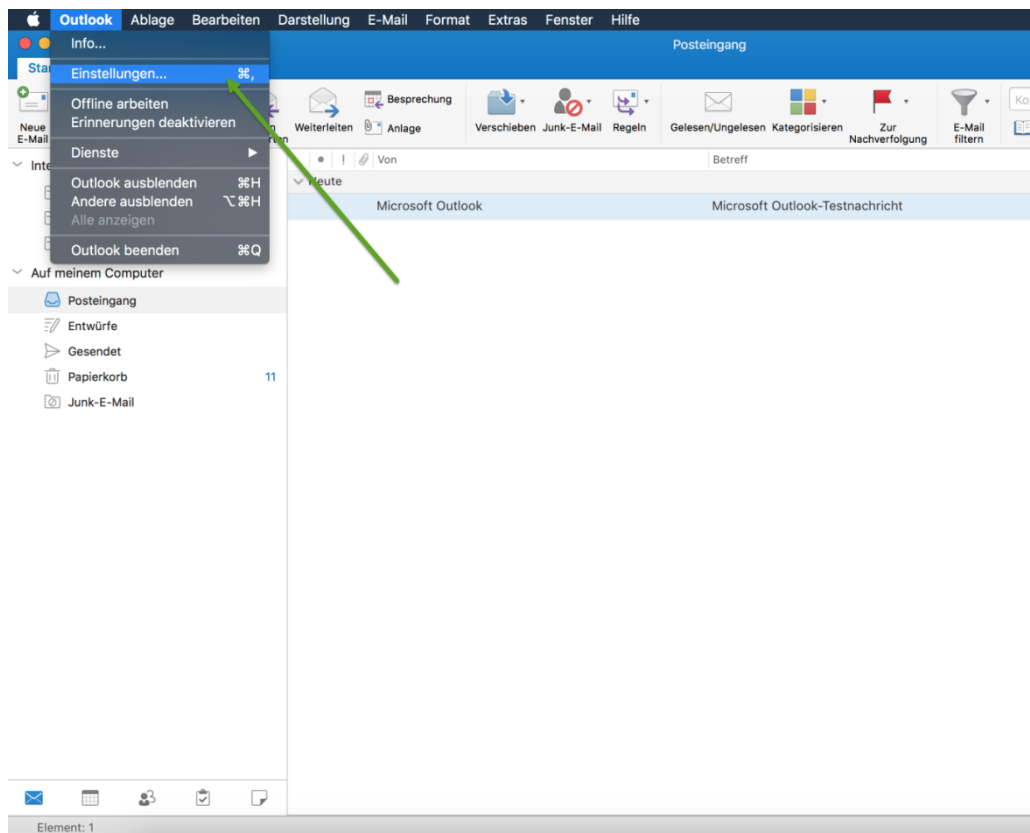 Outlook Ablage Bearbeiten Darstellung E-Mail Format Extras Fenster Hilfe
Info...
Posteingang
Einstellungen... ⌘,
Offline arbeiten
Erinnerungen deaktivieren
Dienste
Outlook ausblenden ⌘H
Andere ausblenden ⌥⌘H
Alle anzeigen
Outlook beenden ⌘Q
Neue
E-Mail
Weiterleiten
Besprechung
Anlage
Verschieben
Junk-E-Mail
Regeln
Gelesen/Ungelesen
Kategorisieren
Zur
Nachverfolgung
E-Mail
filtern
! Von Betreff
Heute
Microsoft Outlook Microsoft Outlook-Testnachricht
Auf meinem Computer
Posteingang
Entwürfe
Gesendet
Papierkorb 11
Junk-E-Mail
Element: 1